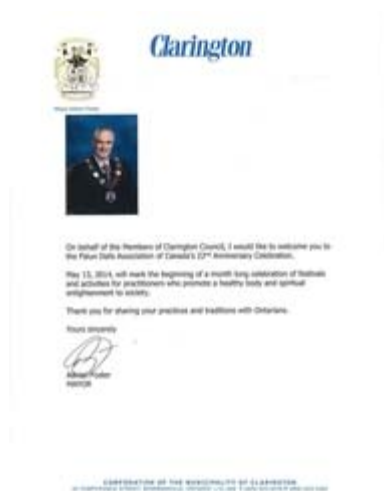 Clarington
On behalf of the Members of Clarington Council, I would like to welcome you to
the Falun Dafa Association of Canada's 22nd Anniversary Celebration.
May 13, 2014, will mark the beginning of a month long celebration of festivals
and activities for practitioners who promote a healthy body and spiritual
enlightenment to society.
Thank you for sharing your practices and traditions with Ontarians.
Yours sincerely
Adrian Foster
MAYOR
CORPORATION OF THE MUNICIPALITY OF CLARINGTON